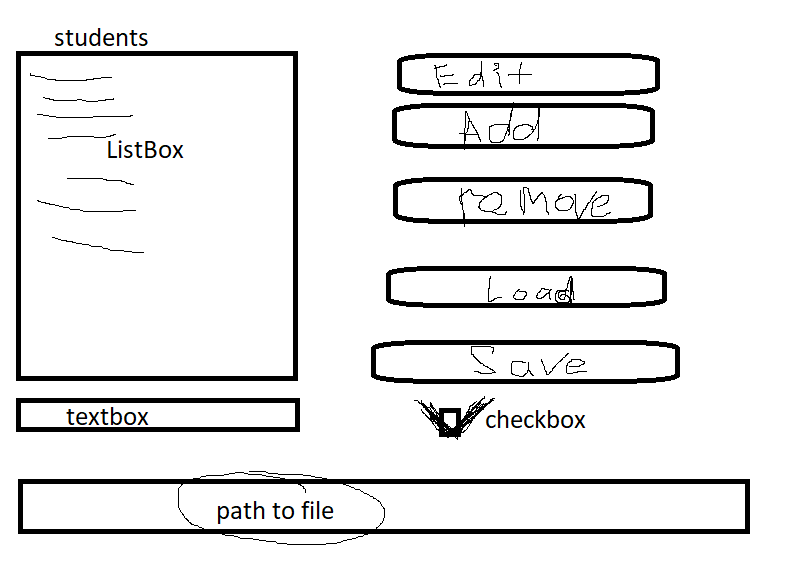 students
Edit
Add
ListBox
remove
Load
Save
textbox
checkbox
path to file